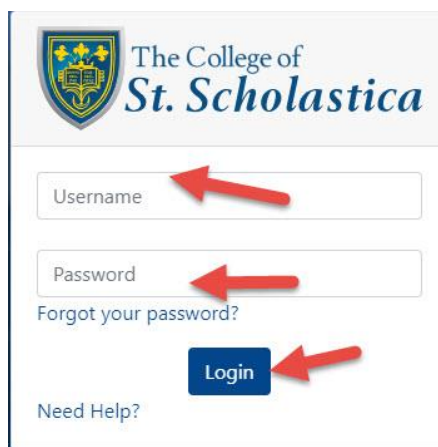 The College of
St. Scholastica
Username
Password
Forgot your password?
Login
Need Help?